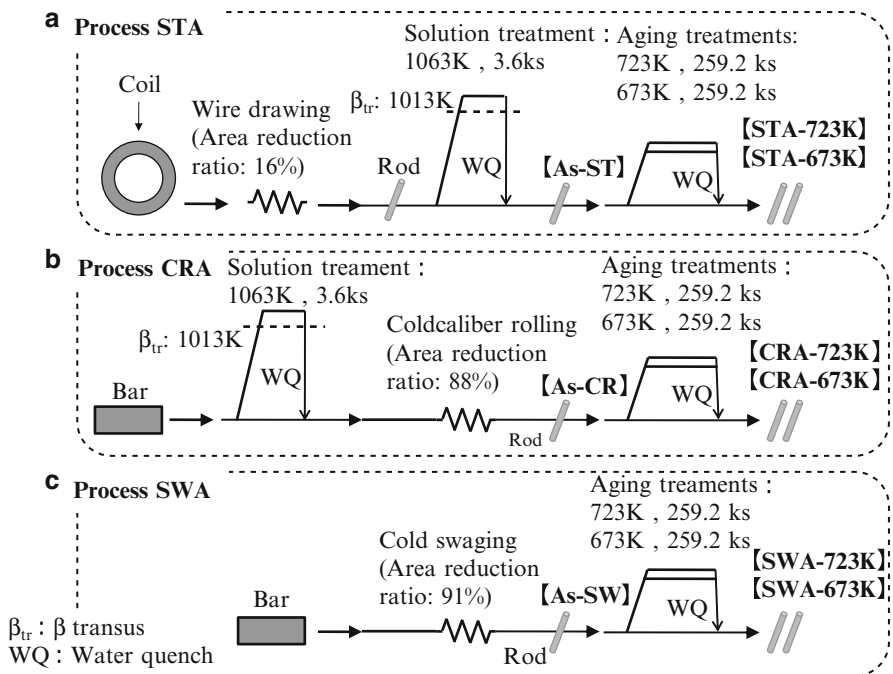 a Process STA
Solution treatment :
1063K , 3.6ks
Aging treatments:
723K , 259.2 ks
673K , 259.2 ks
Coil
Wire drawing
(Area reduction
ratio: 16%)
βtr: 1013K
Rod
WQ
【As-ST】
WQ
【STA-723K】
【STA-673K】
b Process CRA
Solution treament :
1063K , 3.6ks
Aging treatments :
723K , 259.2 ks
673K , 259.2 ks
βtr: 1013K
Coldcaliber rolling
(Area reduction
ratio: 88%)
Bar
WQ
Rod
【As-CR】
WQ
【CRA-723K】
【CRA-673K】
c Process SWA
Aging treaments :
723K , 259.2 ks
673K , 259.2 ks
Cold swaging
(Area reduction
ratio: 91%)
Bar
Rod
【As-SW】
WQ
【SWA-723K】
【SWA-673K】
βtr : β transus
WQ : Water quench